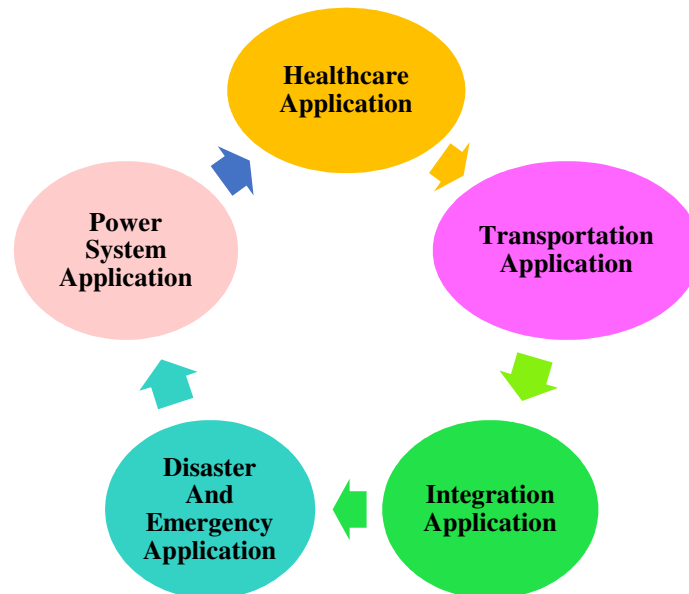 Healthcare
Application
Transportation
Application
Integration
Application
Disaster
And
Emergency
Application
Power
System
Application